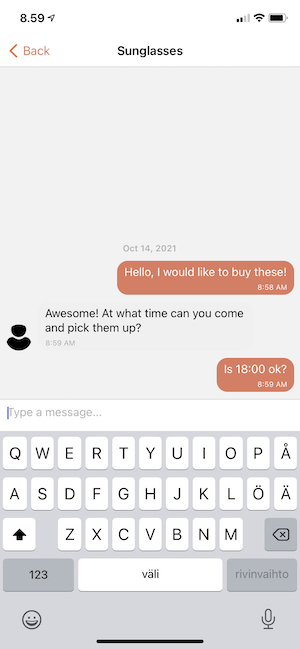 8.59
Back Sunglasses
Oct 14, 2021
Hello, I would like to buy these!
8:58 AM
Awesome! At what time can you come
and pick them up?
8:59 AM
Is 18:00 ok?
8:59 AM
Type a message...
Q W E R T Y U I O P Å
A S D F G H J K L Ö Ä
Z X C V B N M
123 väli rivinvaihto